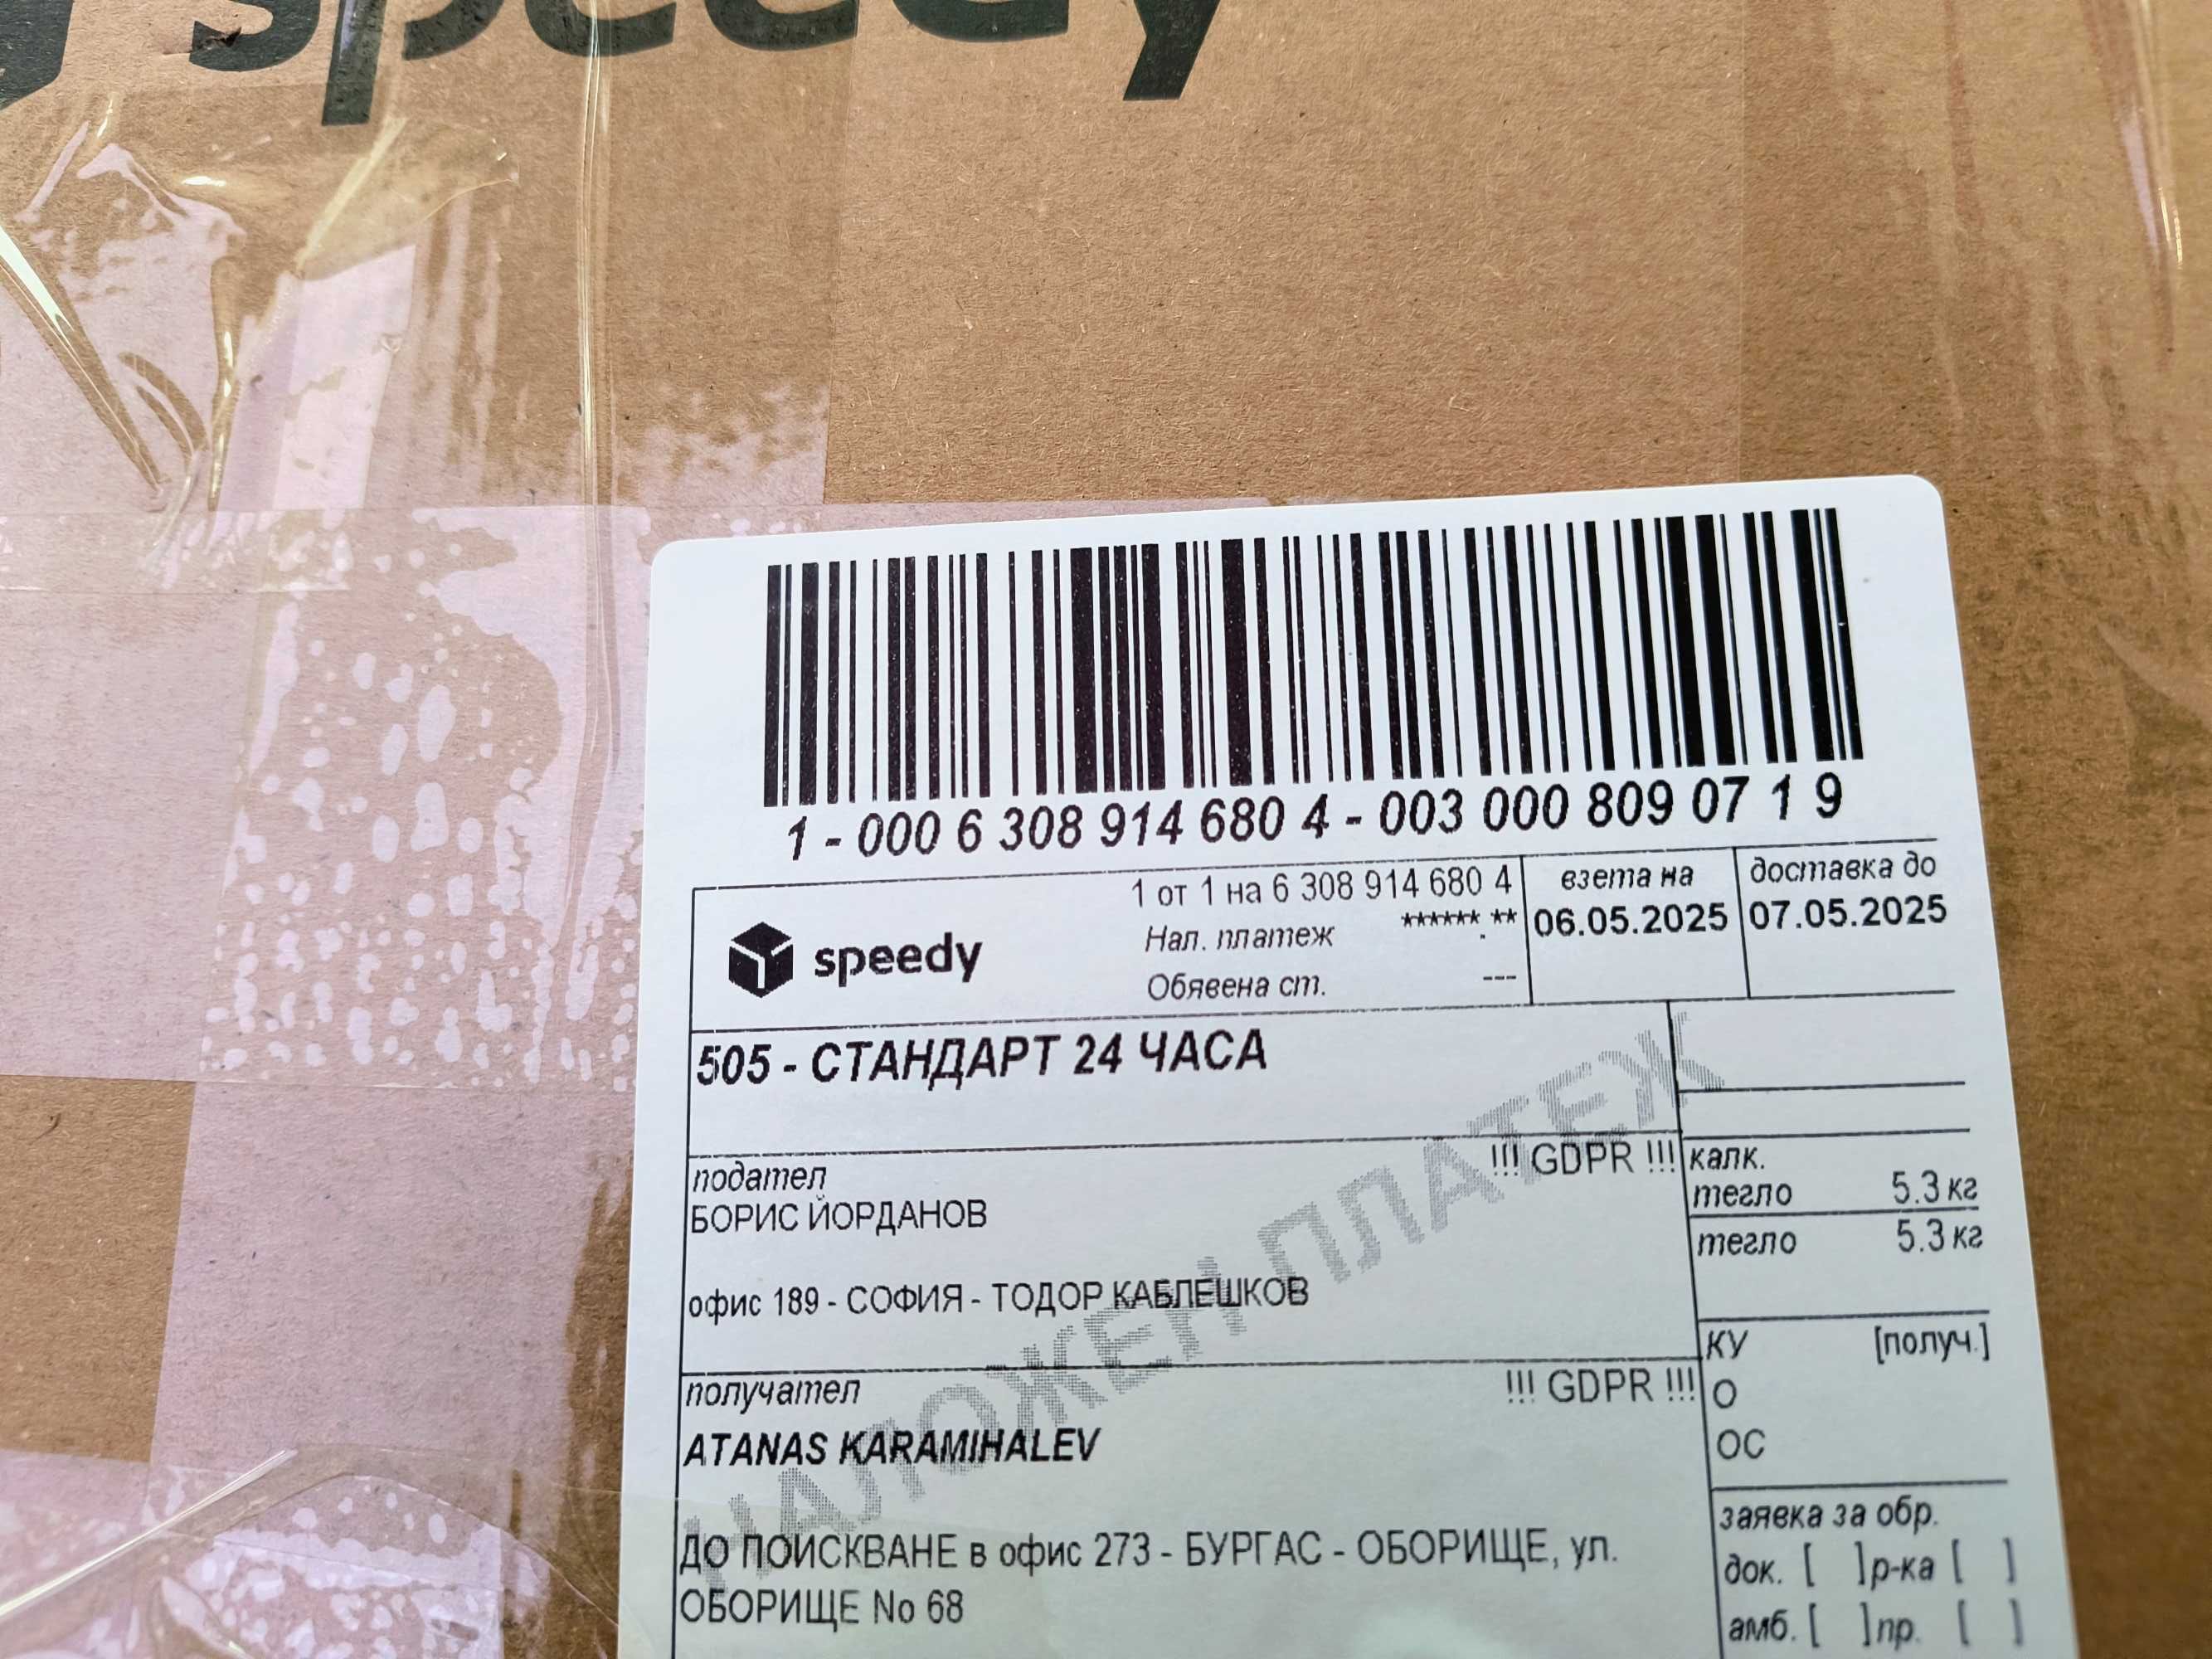 speedy
1 - 000 6 308 914 680 4 - 003 000 809 07 1 9
1 от 1 на 6 308 914 680 4
Нал. платеж ******.**
Обявена ст. ---
взета на
06.05.2025
доставка до
07.05.2025
speedy
505 - СТАНДАРТ 24 ЧАСА
НАЛОЖЕН ПЛАТЕЖ
подател !!! GDPR !!!
БОРИС ЙОРДАНОВ
офис 189 - СОФИЯ - ТОДОР КАБЛЕШКОВ
получател !!! GDPR !!!
ATANAS KARAMIHALEV
ДО ПОИСКВАНЕ в офис 273 - БУРГАС - ОБОРИЩЕ, ул.
ОБОРИЩЕ No 68
калк.
тегло 5.3 кг
тегло 5.3 кг
КУ [получ.]
О
ОС
заявка за обр.
док. [ ] р-ка [ ]
амб. [ ] пр. [ ]